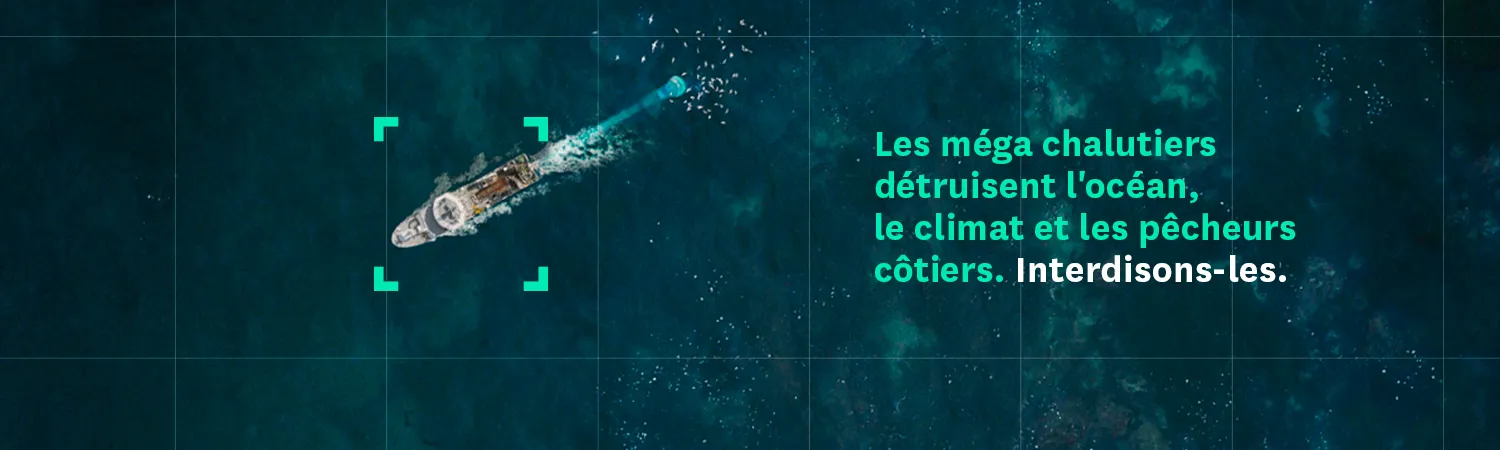 Les méga chalutiers
détruisent l'océan,
le climat et les pêcheurs
côtiers. Interdisons-les.